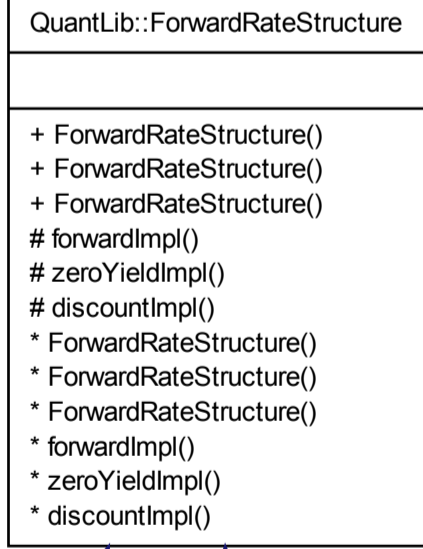 QuantLib::ForwardRateStructure
+ ForwardRateStructure()
+ ForwardRateStructure()
+ ForwardRateStructure()
# forwardImpl()
# zeroYieldImpl()
# discountImpl()
* ForwardRateStructure()
* ForwardRateStructure()
* ForwardRateStructure()
* forwardImpl()
* zeroYieldImpl()
* discountImpl()